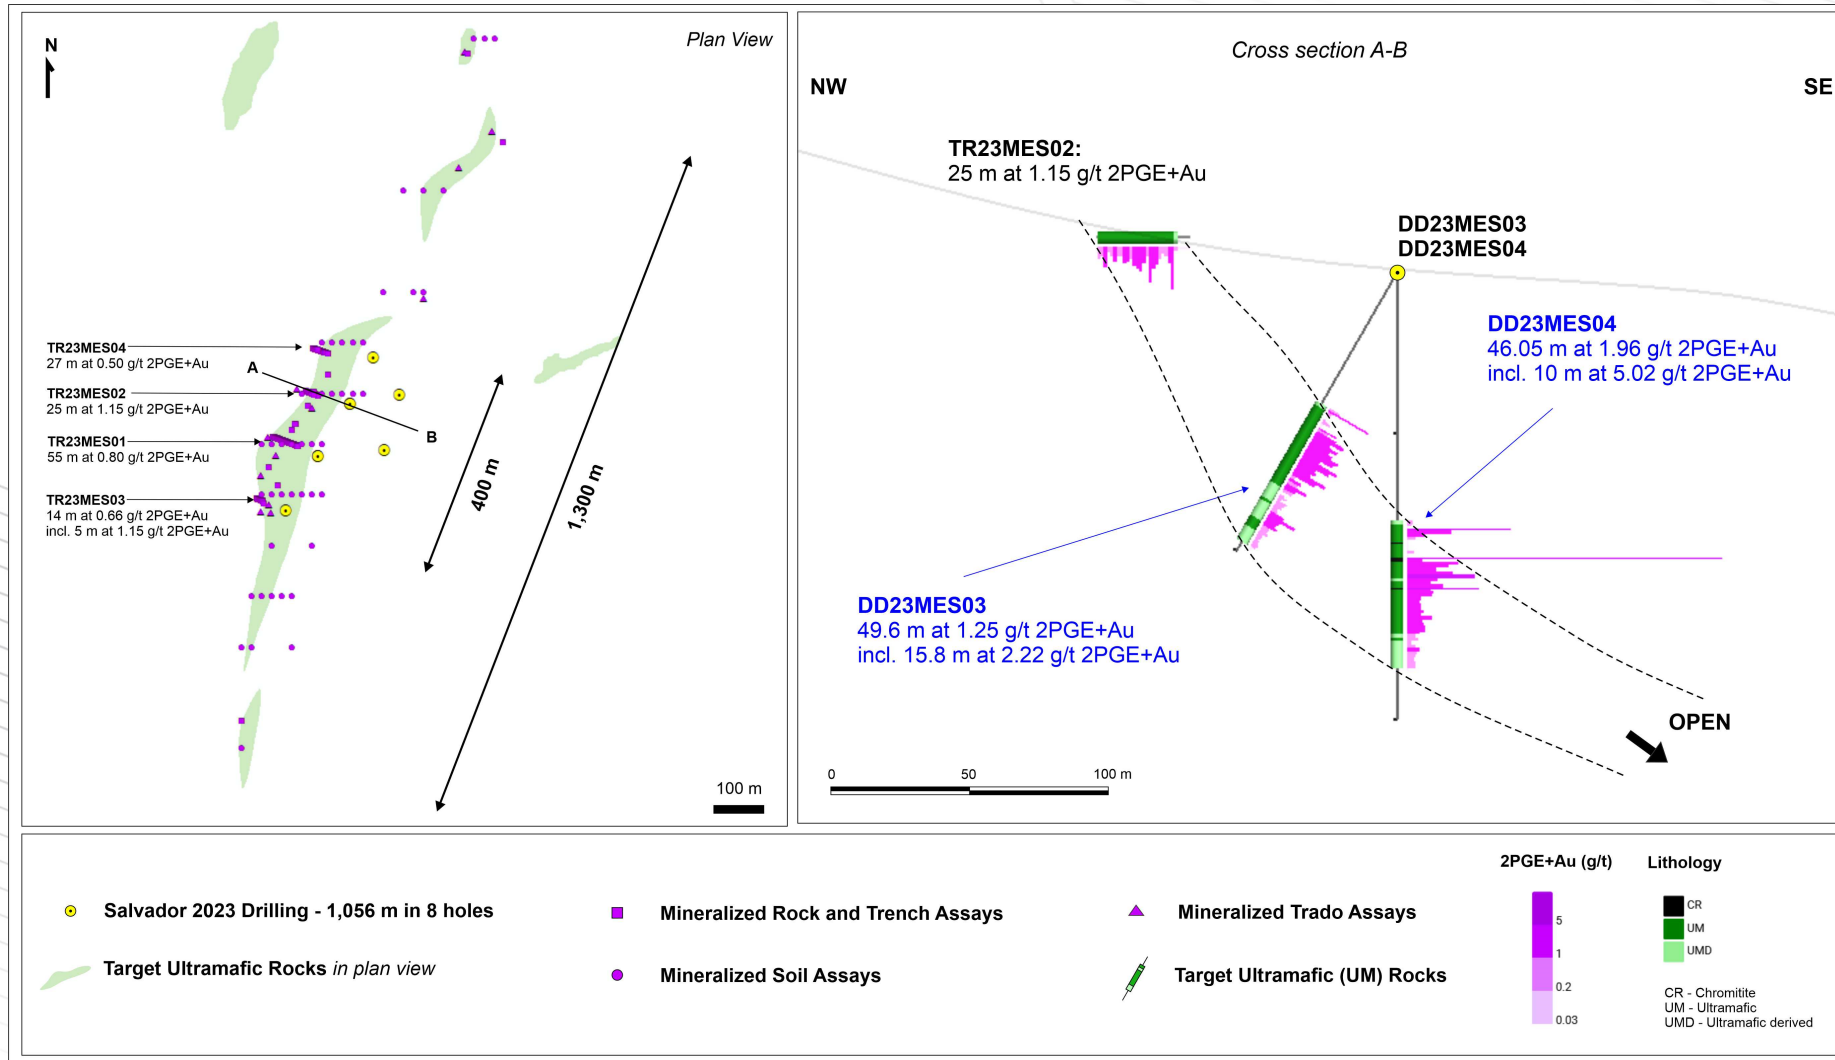 N
Plan View
TR23MES04
27 m at 0.50 g/t 2PGE+Au
A
TR23MES02
25 m at 1.15 g/t 2PGE+Au
B
TR23MES01
55 m at 0.80 g/t 2PGE+Au
TR23MES03
14 m at 0.66 g/t 2PGE+Au
incl. 5 m at 1.15 g/t 2PGE+Au
400 m
1,300 m
100 m
Cross section A-B
NW
SE
TR23MES02:
25 m at 1.15 g/t 2PGE+Au
DD23MES03
DD23MES04
DD23MES04
46.05 m at 1.96 g/t 2PGE+Au
incl. 10 m at 5.02 g/t 2PGE+Au
DD23MES03
49.6 m at 1.25 g/t 2PGE+Au
incl. 15.8 m at 2.22 g/t 2PGE+Au
OPEN
0 50 100 m
Salvador 2023 Drilling - 1,056 m in 8 holes
Target Ultramafic Rocks in plan view
Mineralized Rock and Trench Assays
Mineralized Soil Assays
Mineralized Trado Assays
Target Ultramafic (UM) Rocks
2PGE+Au (g/t)
5
1
0.2
0.03
Lithology
CR
UM
UMD
CR - Chromitite
UM - Ultramafic
UMD - Ultramafic derived